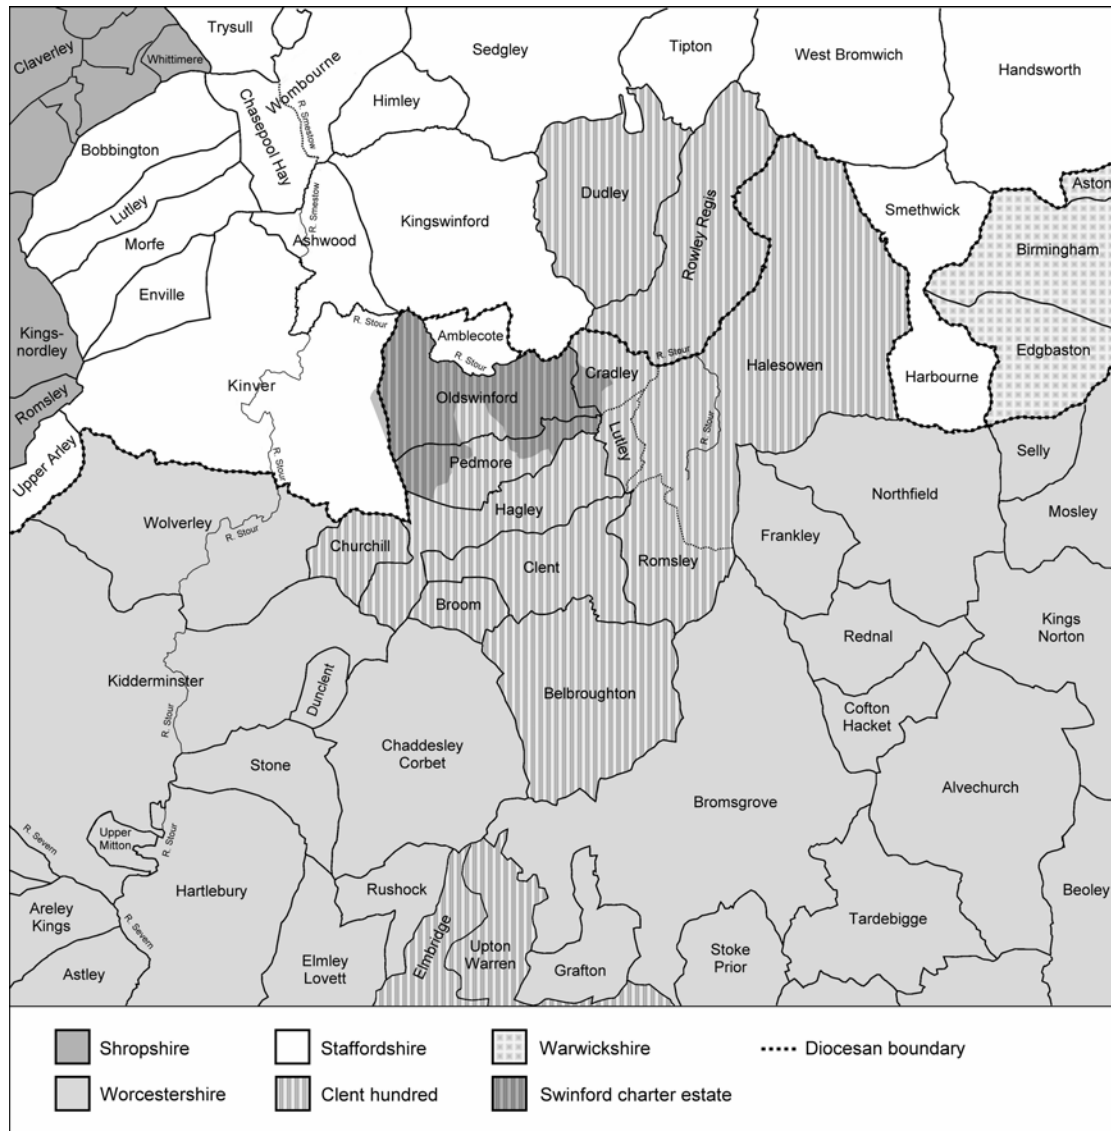 Trysull
Sedgley
Tipton
West Bromwich
Handsworth
Claverley
Whittimere
Wombourne
Himley
Chasepool Hay
R. Smestow
Bobbington
Dudley
Rowley Regis
Aston
Lutley
Kingswinford
Smethwick
R. Smestow
Ashwood
Morfe
Birmingham
Enville
R. Stour
Amblecote
R. Stour
R. Stour
Kings-
nordley
Edgbaston
Halesowen
Cradley
Harbourne
Kinver
Oldswinford
Romsley
R. Stour
Lutley
Upper Arley
Selly
Pedmore
R. Stour
Northfield
Hagley
Mosley
Wolverley
R. Stour
Frankley
Churchill
Clent
Romsley
Broom
Kings
Norton
Rednal
Kidderminster
Dunclent
Belbroughton
R. Stour
Cofton
Hacket
Chaddesley
Corbet
Stone
Alvechurch
Bromsgrove
Upper
Mitton
R. Stour
R. Severn
Hartlebury
Rushock
Beoley
Areley
Kings
R. Severn
Elmbridge
Upton
Warren
Tardebigge
Stoke
Prior
Elmley
Lovett
Grafton
Astley
Shropshire
Staffordshire
Warwickshire
Diocesan boundary
Worcestershire
Clent hundred
Swinford charter estate